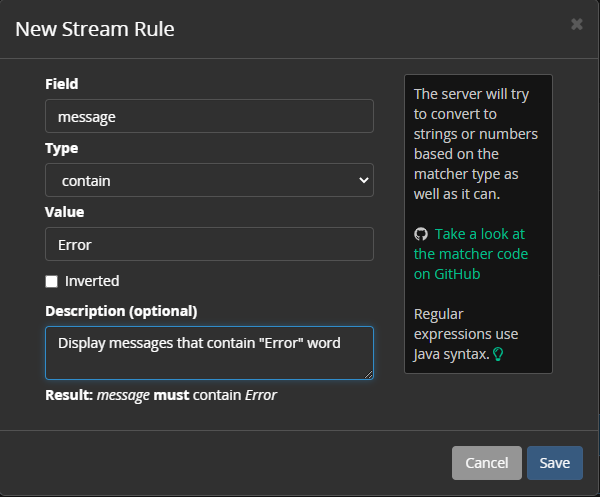 New Stream Rule
×
Field
message
Type
contain
Value
Error
Inverted
Description (optional)
Display messages that contain "Error" word
Result: message must contain Error
The server will try
to convert to
strings or numbers
based on the
matcher type as
well as it can.
Take a look at
the matcher code
on GitHub
Regular
expressions use
Java syntax.
Cancel
Save